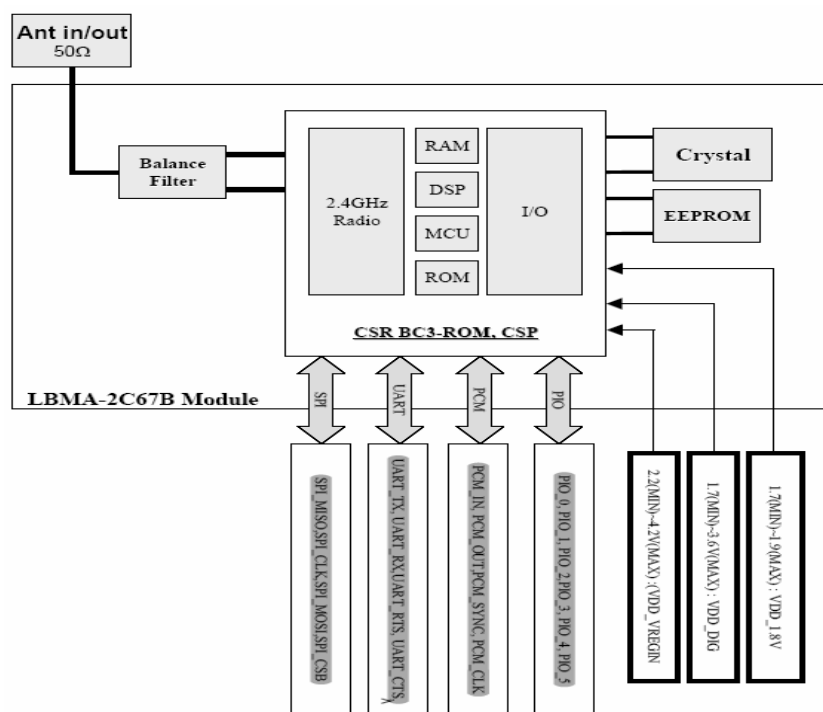 Ant in/out
50Ω
Balance
Filter
2.4GHz
Radio
RAM
DSP
MCU
ROM
I/O
Crystal
EEPROM
CSR BC3-ROM, CSP
LBMA-2C67B Module
SPI
UART
PCM
PIO
SPI_MISO,SPI_CLK,SPI_MOSI,SPI_CSB
UART_TX, UART_RX,UART_RTS, UART_CTS,
PCM_IN, PCM_OUT,PCM_SYNC, PCM_CLK
PIO_0, PIO_1, PIO_2,PIO_3, PIO_4, PIO_5
2.2(MIN)~4.2V(MAX) :(VDD_VREGIN
1.7(MIN)~3.6V(MAX) : VDD_DIG
1.7(MIN)~1.9(MAX) : VDD_1.8V